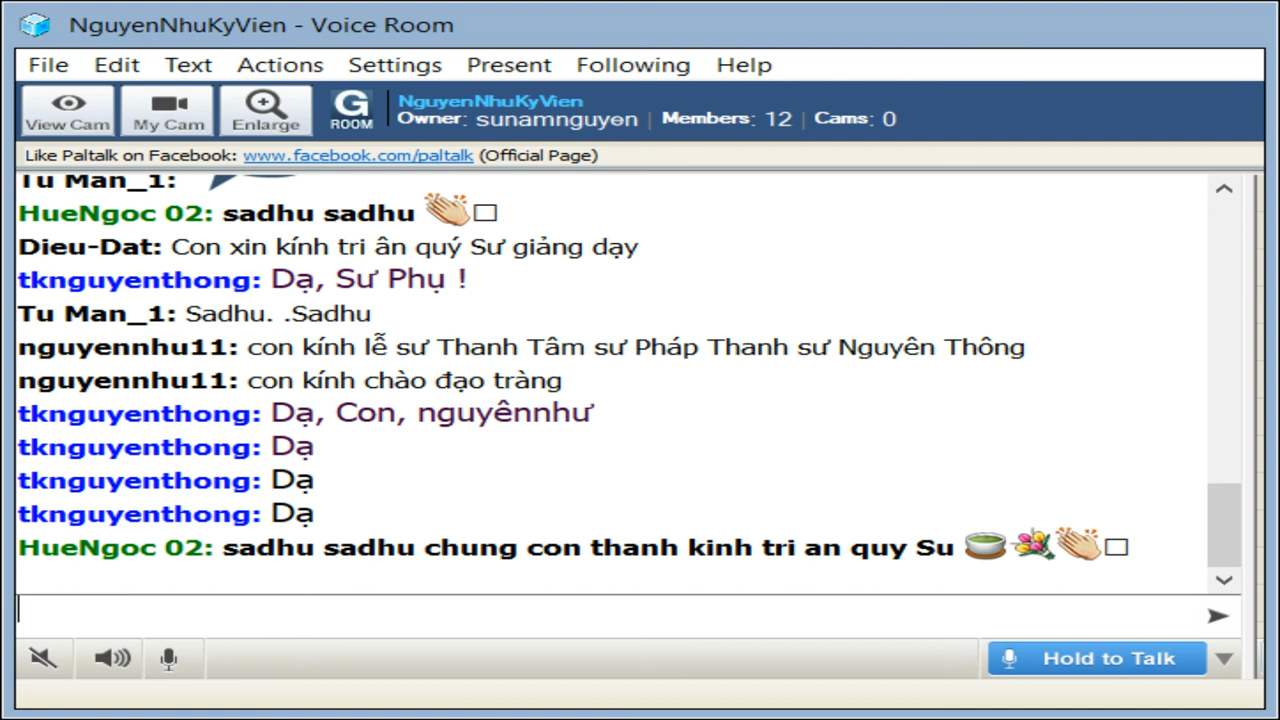 NguyenNhuKyVien - Voice Room
File Edit Text Actions Settings Present Following Help
View Cam My Cam Enlarge G ROOM
NguyenNhuKyVien
Owner: sunamnguyen | Members: 12 | Cams: 0
Like Paltalk on Facebook: www.facebook.com/paltalk (Official Page)
Tu Man_1:
HueNgoc 02: sadhu sadhu 👏□
Dieu-Dat: Con xin kính tri ân quý Sư giảng dạy
tknguyenthong: Dạ, Sư Phụ !
Tu Man_1: Sadhu. .Sadhu
nguyennhu11: con kính lễ sư Thanh Tâm sư Pháp Thanh sư Nguyên Thông
nguyennhu11: con kính chào đạo tràng
tknguyenthong: Dạ, Con, nguyênnhư
tknguyenthong: Dạ
tknguyenthong: Dạ
tknguyenthong: Dạ
HueNgoc 02: sadhu sadhu chung con thanh kinh tri an quy Su 🍵💐👏□
Hold to Talk